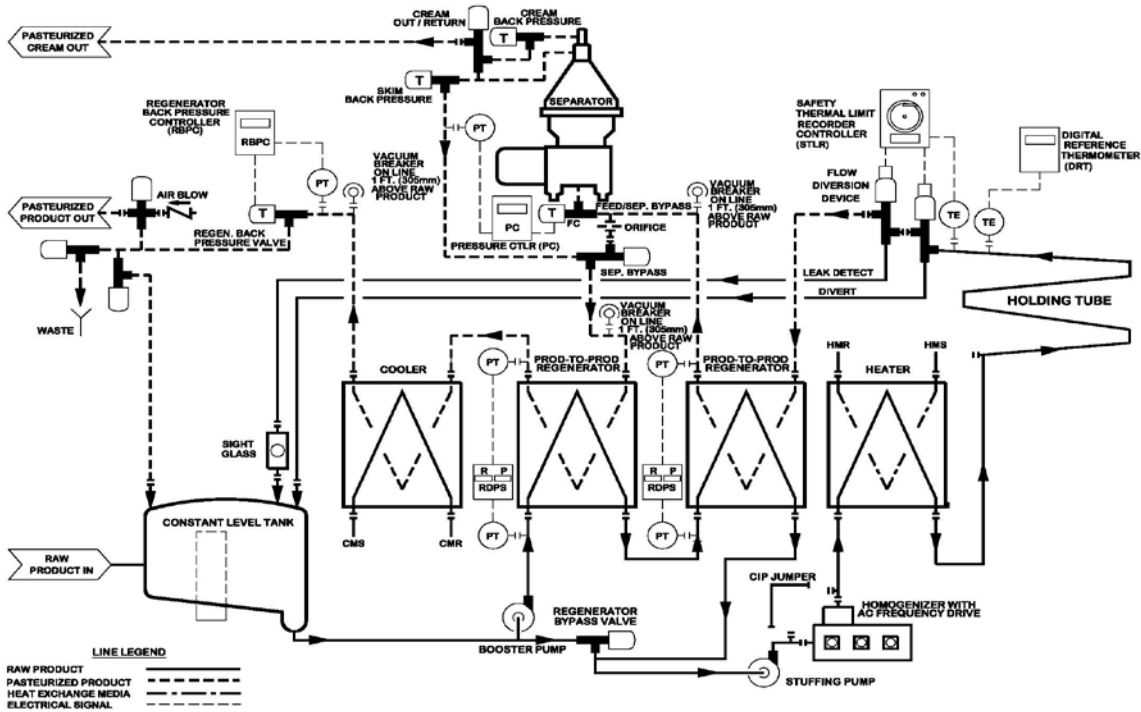 PASTEURIZED
CREAM OUT
CREAM
OUT / RETURN
CREAM
BACK PRESSURE
T
T
SKIM
BACK PRESSURE
SEPARATOR
REGENERATOR
BACK PRESSURE
CONTROLLER
(RBPC)
RBPC
PT
PT
SAFETY
THERMAL LIMIT
RECORDER
CONTROLLER
(STLR)
DIGITAL
REFERENCE
THERMOMETER
(DRT)
VACUUM
BREAKER
ON LINE
1 FT. (305mm)
ABOVE RAW
PRODUCT
VACUUM
BREAKER
ON LINE
1 FT. (305mm)
ABOVE RAW
PRODUCT
FLOW
DIVERSION
DEVICE
TE
TE
AIR BLOW
PASTEURIZED
PRODUCT OUT
T
REGEN. BACK
PRESSURE VALVE
PC
T
FC
FEED/SEP. BYPASS
ORIFICE
PRESSURE CTLR (PC)
SEP. BYPASS
LEAK DETECT
DIVERT
HOLDING TUBE
WASTE
VACUUM
BREAKER
ON LINE
1 FT. (305mm)
ABOVE RAW
PRODUCT
COOLER
PT
PROD-TO-PROD
REGENERATOR
PT
PROD-TO-PROD
REGENERATOR
HMR
HMS
HEATER
SIGHT
GLASS
R P
RDPS
R P
RDPS
CONSTANT LEVEL TANK
CMS
CMR
PT
PT
RAW
PRODUCT IN
CIP JUMPER
REGENERATOR
BYPASS VALVE
HOMOGENIZER WITH
AC FREQUENCY DRIVE
BOOSTER PUMP
STUFFING PUMP
LINE LEGEND
RAW PRODUCT
PASTEURIZED PRODUCT
HEAT EXCHANGE MEDIA
ELECTRICAL SIGNAL